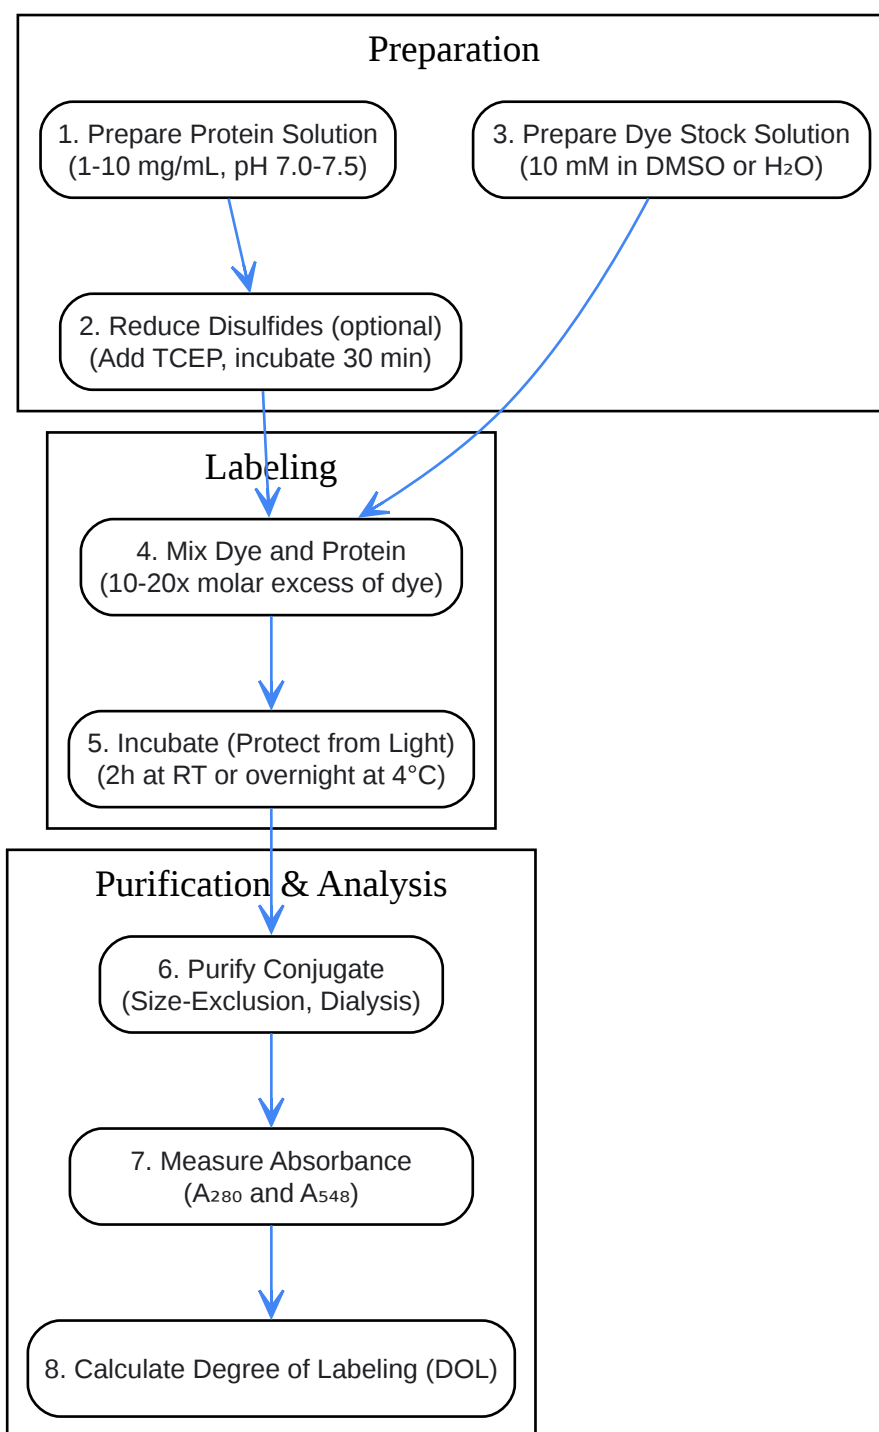 Preparation
1. Prepare Protein Solution
(1-10 mg/mL, pH 7.0-7.5)
3. Prepare Dye Stock Solution
(10 mM in DMSO or H₂O)
2. Reduce Disulfides (optional)
(Add TCEP, incubate 30 min)
Labeling
4. Mix Dye and Protein
(10-20x molar excess of dye)
5. Incubate (Protect from Light)
(2h at RT or overnight at 4°C)
Purification & Analysis
6. Purify Conjugate
(Size-Exclusion, Dialysis)
7. Measure Absorbance
(A₂₈₀ and A₅₄₈)
8. Calculate Degree of Labeling (DOL)